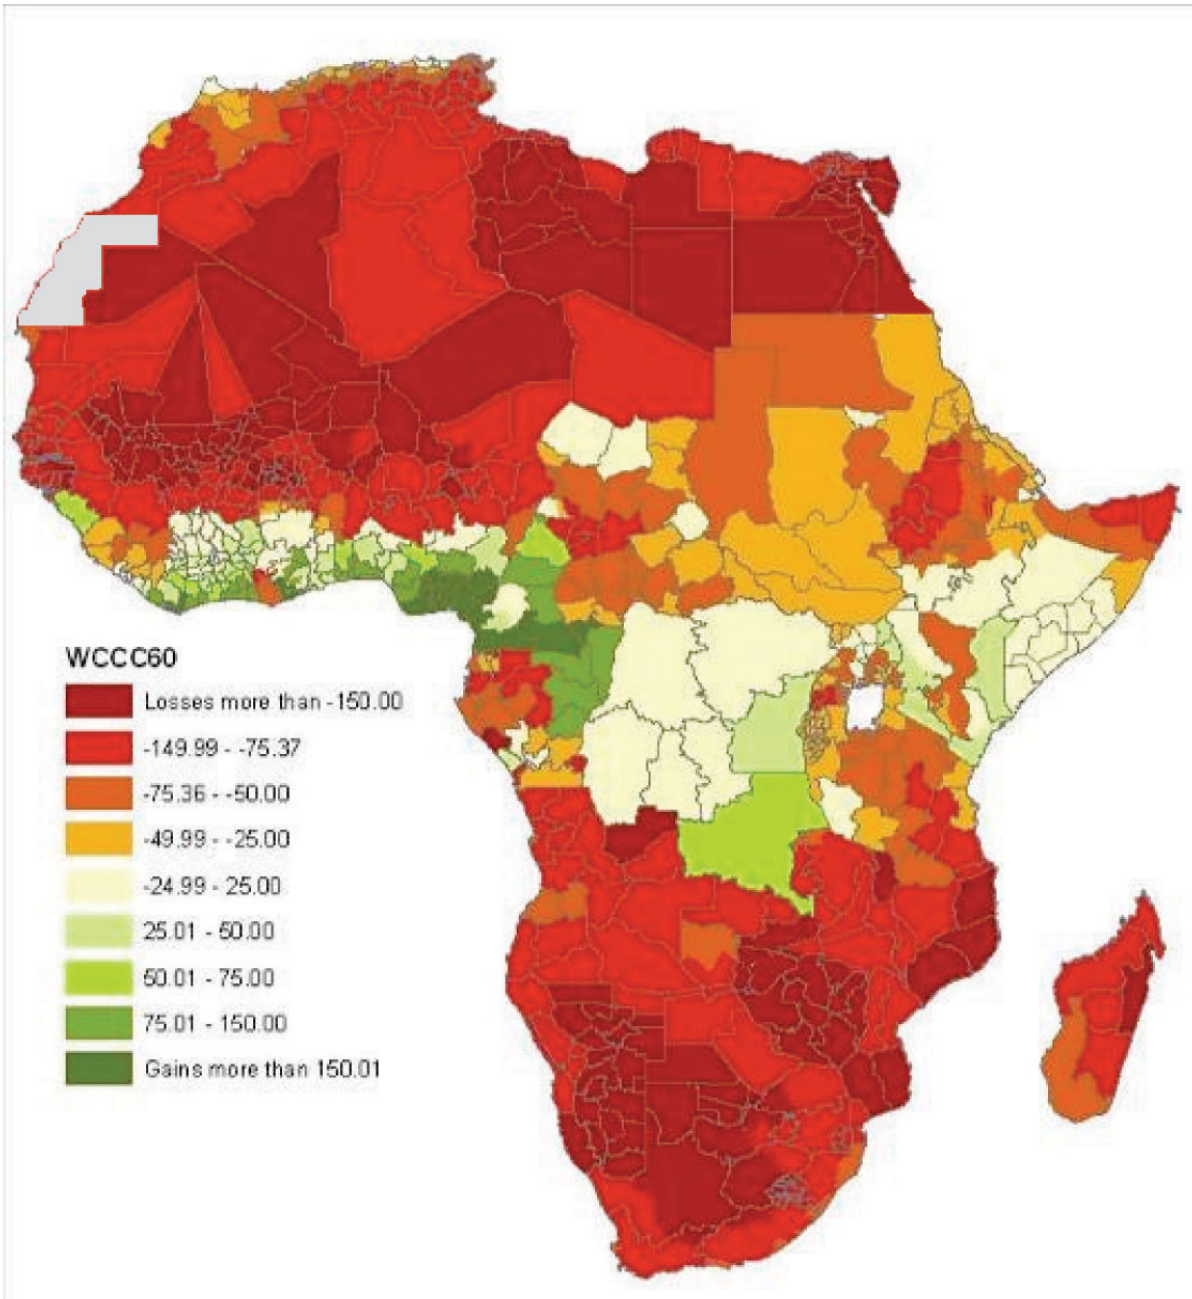 WCCC60
Losses more than -150.00
-149.99 - -75.37
-75.36 - -50.00
-49.99 - -25.00
-24.99 - 25.00
25.01 - 50.00
50.01 - 75.00
75.01 - 150.00
Gains more than 150.01